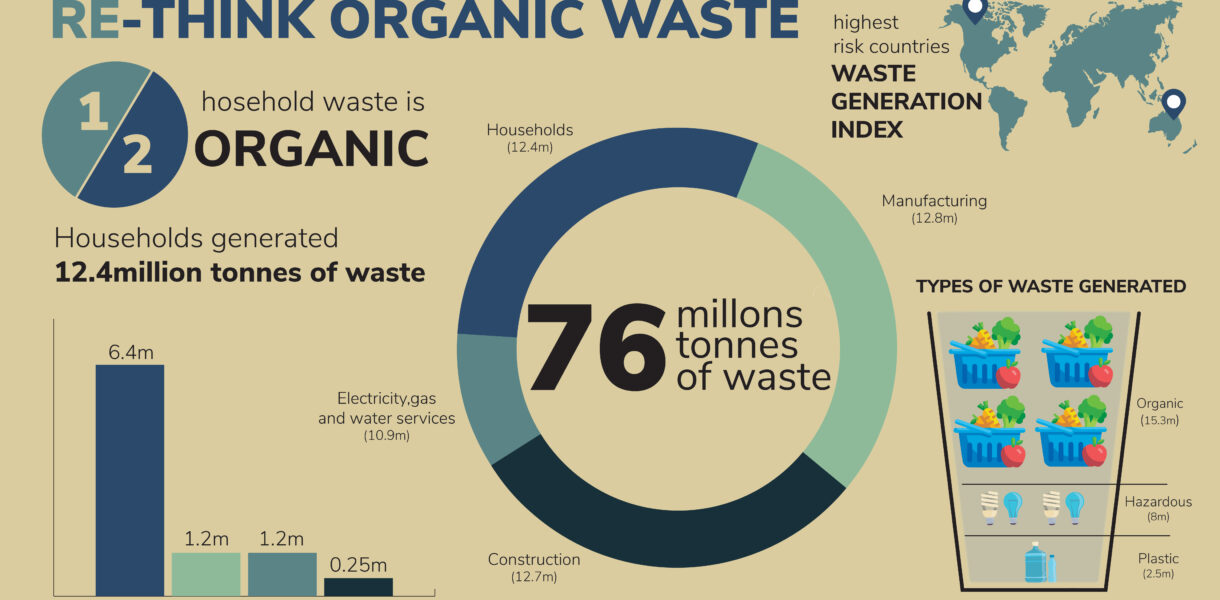 RE-THINK ORGANIC WASTE
1
2
hosehold waste is
ORGANIC
Households generated
12.4million tonnes of waste
6.4m
1.2m
1.2m
0.25m
Households
(12.4m)
Manufacturing
(12.8m)
Electricity,gas
and water services
(10.9m)
Construction
(12.7m)
76
millons
tonnes
of waste
highest
risk countries
WASTE
GENERATION
INDEX
TYPES OF WASTE GENERATED
Organic
(15.3m)
Hazardous
(8m)
Plastic
(2.5m)